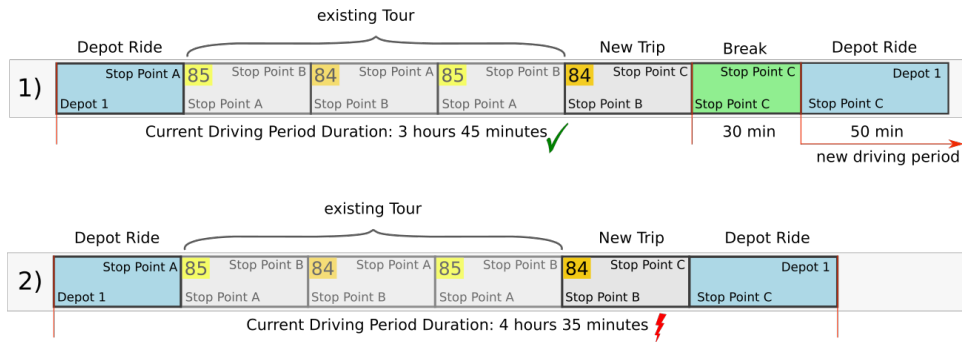 existing Tour
Depot Ride
New Trip
Break
Depot Ride
1)
Stop Point A
85 Stop Point B
84 Stop Point A
85 Stop Point B
84 Stop Point C
Stop Point C
Depot 1
Depot 1
Stop Point A
Stop Point B
Stop Point A
Stop Point B
Stop Point C
Stop Point C
Current Driving Period Duration: 3 hours 45 minutes
30 min
50 min
new driving period
existing Tour
Depot Ride
New Trip
Depot Ride
2)
Stop Point A
85 Stop Point B
84 Stop Point A
85 Stop Point B
84 Stop Point C
Depot 1
Depot 1
Stop Point A
Stop Point B
Stop Point A
Stop Point B
Stop Point C
Current Driving Period Duration: 4 hours 35 minutes